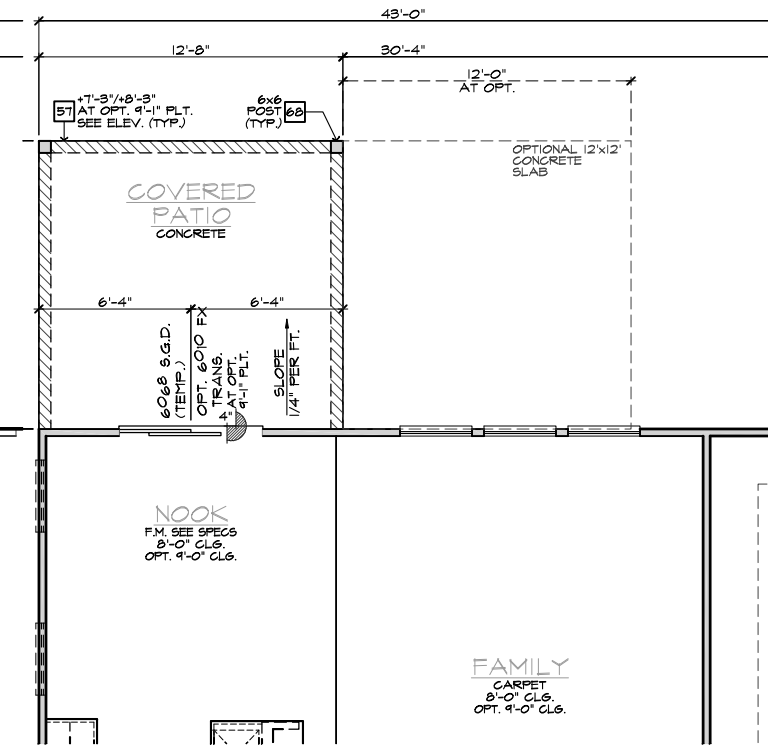 43'-0"
12'-8"
30'-4"
12'-0"
AT OPT.
57
+7'-3"/+8'-3"
AT OPT. 9'-1" PLT.
SEE ELEV. (TYP.)
6x6
POST
(TYP.)
68
OPTIONAL 12'x12'
CONCRETE
SLAB
COVERED
PATIO
CONCRETE
6'-4"
6'-4"
6068 S.G.D.
(TEMP.)
OPT. 6010 FX
TRANS.
AT OPT.
9'-1" PLT.
SLOPE
1/4" PER FT.
4"
NOOK
F.M. SEE SPECS
8'-0" CLG.
OPT. 9'-0" CLG.
FAMILY
CARPET
8'-0" CLG.
OPT. 9'-0" CLG.